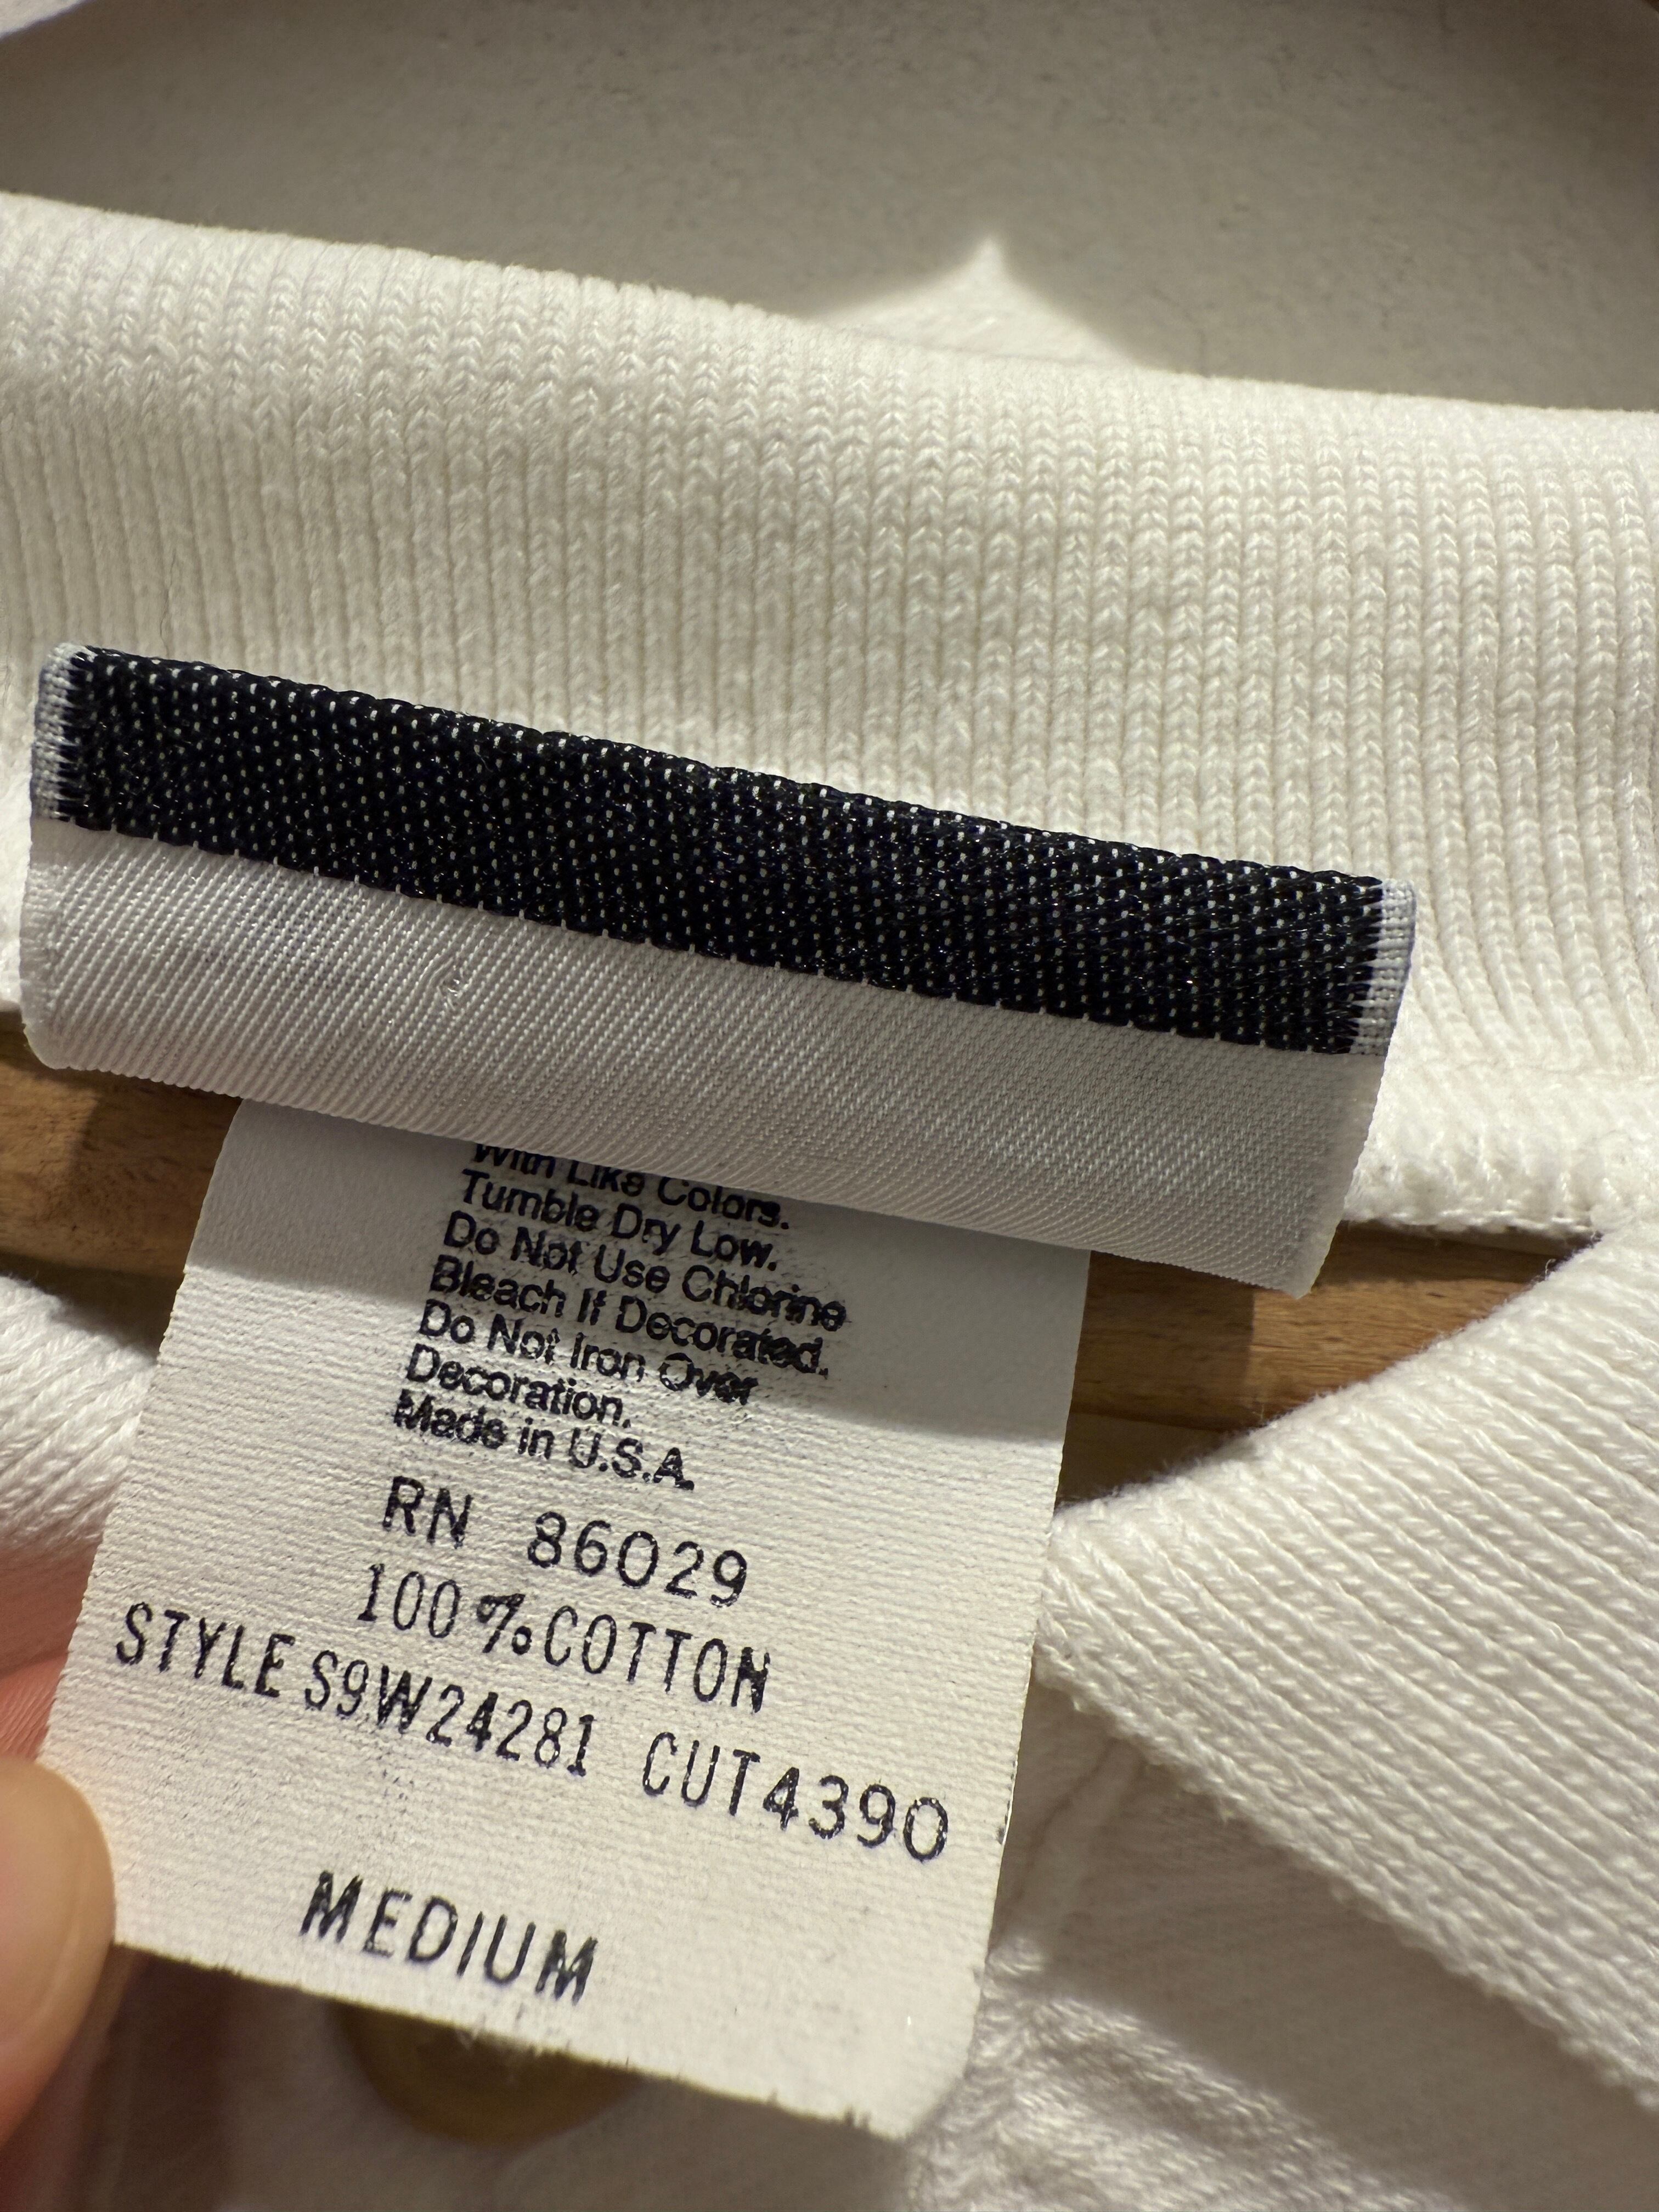 With Like Colors.
Tumble Dry Low.
Do Not Use Chlorine
Bleach If Decorated.
Do Not Iron Over
Decoration.
Made in U.S.A.
RN 86029
100%COTTON
STYLE S9W24281 CUT4390
MEDIUM